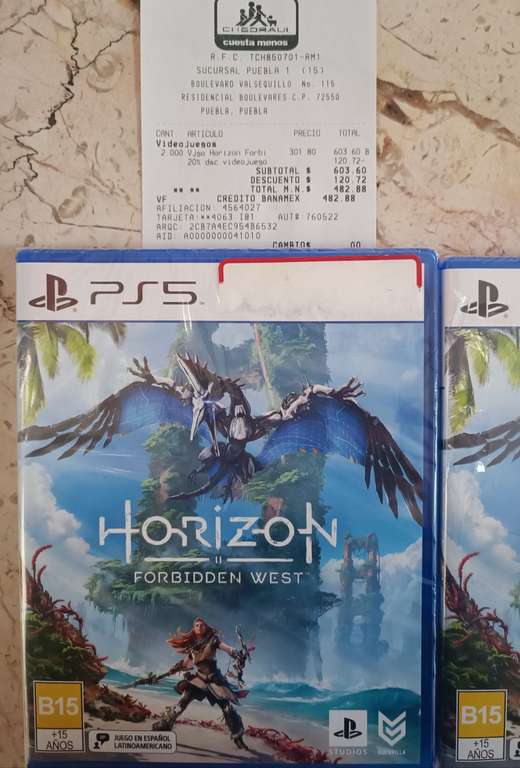 CHEDRAUI
cuesta menos
R.F.C. TCH850701-RM1
SUCURSAL PUEBLA 1 (15)
BOULEVARD VALSEQUILLO No. 115
RESIDENCIAL BOULEVARES C.P. 72550
PUEBLA, PUEBLA
CANT ARTICULO PRECIO TOTAL
Videojuegos
2.000 Vjgo Horizon Forbi 301.80 603.60 B
20% dsc videojuego 120.72-
SUBTOTAL $ 603.60
DESCUENTO $ 120.72
** ** TOTAL M.N.$ 482.88
VF CREDITO BANAMEX 482.88
AFILIACION: 4564027
TARJETA:**4063 IB1 AUT# 760522
ARQC: 2CB7A4EC954B6532
AID: A0000000041010
CAMBIO$ .00
PS5
HORIZON
FORBIDDEN WEST
B15
+15
AÑOS
JUEGO EN ESPAÑOL
LATINOAMERICANO
STUDIOS
GUERRILLA
B15
+15
AÑOS